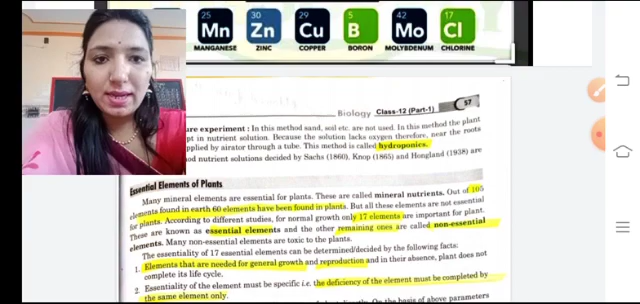 25 30 29 5 42 17
Mn Zn Cu B Mo Cl
MANGANESE ZINC COPPER BORON MOLYBDENUM CHLORINE
Biology Class-12 (Part-1) 57
ure experiment : In this method sand, soil etc. are not used. In this method the plant
pt in nutrient solution. Because the solution lacks oxygen therefore, near the roots
pplied by airator through a tube. This method is called hydroponics.
nod nutrient solutions decided by Sachs (1860), Knop (1865) and Hongland (1938) are
Essential Elements of Plants
Many mineral elements are essential for plants. These are called mineral nutrients. Out of 105
elements found in earth 60 elements have been found in plants. But all these elements are not essential
for plants. According to different studies, for normal growth only 17 elements are important for plant.
These are known as essential elements and the other remaining ones are called non-essential
elements. Many non-essential elements are toxic to the plants.
The essentiality of 17 essential elements can be determined/decided by the following facts:
1. Elements that are needed for general growth and reproduction and in their absence, plant does not
complete its life cycle.
2. Essentiality of the element must be specific i.e. the deficiency of the element must be completed by
the same element only.
On the basis of above parameters